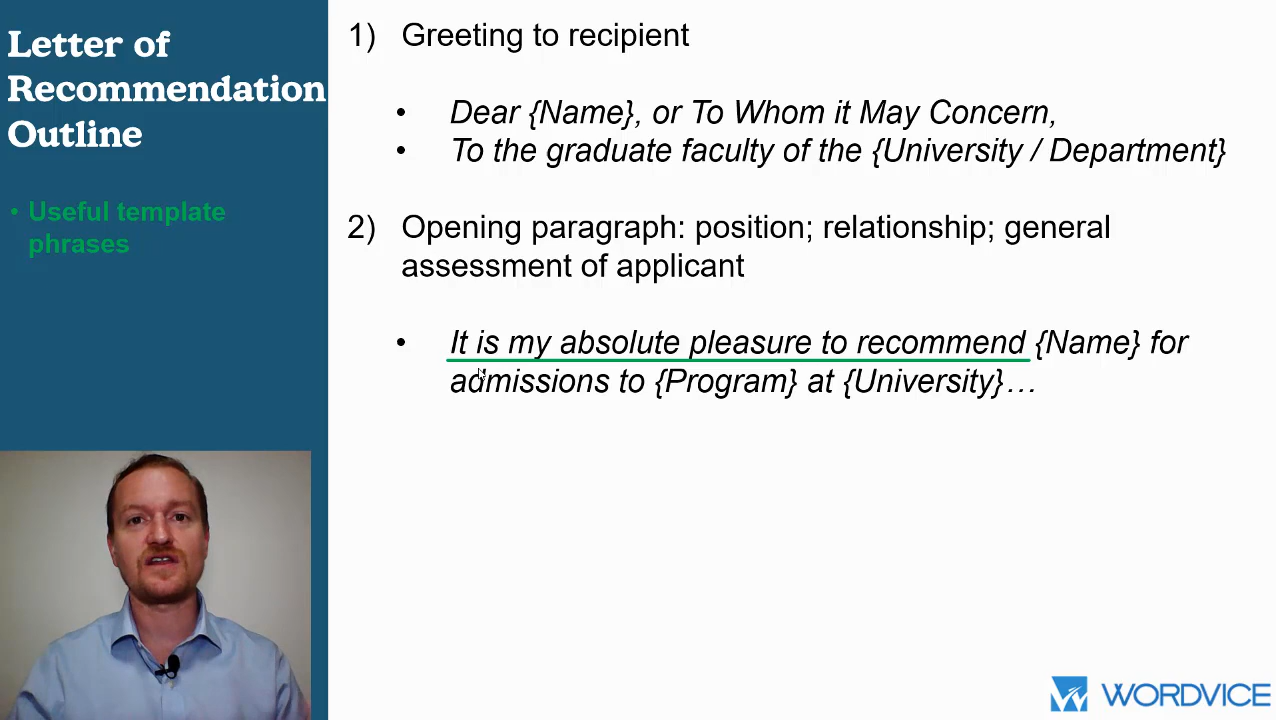 Letter of
Recommendation
Outline
• Useful template
phrases
1) Greeting to recipient
• Dear {Name}, or To Whom it May Concern,
• To the graduate faculty of the {University / Department}
2) Opening paragraph: position; relationship; general
assessment of applicant
• It is my absolute pleasure to recommend {Name} for
admissions to {Program} at {University}…
WORDVICE